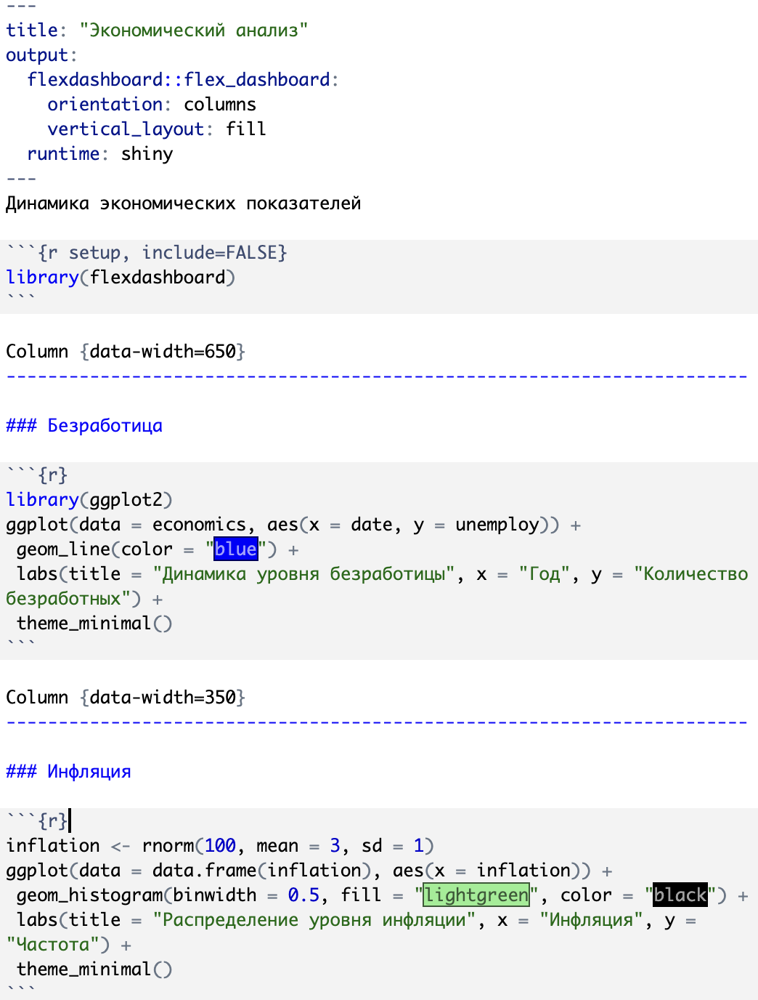 ---
title: "Экономический анализ"
output:
  flexdashboard::flex_dashboard:
    orientation: columns
    vertical_layout: fill
  runtime: shiny
---
Динамика экономических показателей

```{r setup, include=FALSE}
library(flexdashboard)
```

Column {data-width=650}
-----------------------------------------------------------------------

### Безработица

```{r}
library(ggplot2)
ggplot(data = economics, aes(x = date, y = unemploy)) +
 geom_line(color = "blue") +
 labs(title = "Динамика уровня безработицы", x = "Год", y = "Количество
безработных") +
 theme_minimal()
```

Column {data-width=350}
-----------------------------------------------------------------------

### Инфляция

```{r}
inflation <- rnorm(100, mean = 3, sd = 1)
ggplot(data = data.frame(inflation), aes(x = inflation)) +
 geom_histogram(binwidth = 0.5, fill = "lightgreen", color = "black") +
 labs(title = "Распределение уровня инфляции", x = "Инфляция", y =
"Частота") +
 theme_minimal()
```